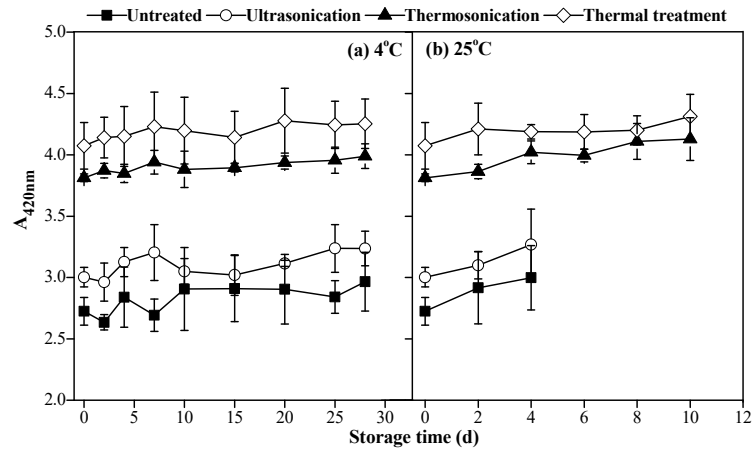 Untreated Ultrasonication Thermosonication Thermal treatment
(a) 4°C (b) 25°C
5.0
4.5
4.0
3.5
3.0
2.5
2.0
A420nm
0 5 10 15 20 25 30 0 2 4 6 8 10 12
Storage time (d)